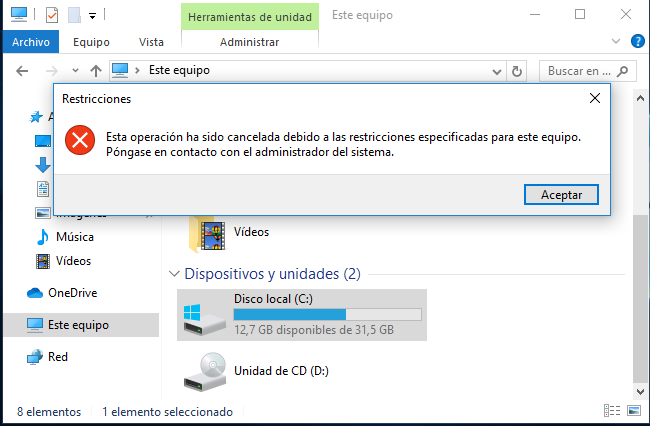 Herramientas de unidad
Este equipo
Archivo
Equipo
Vista
Administrar
Este equipo
Buscar en ...
Restricciones
Esta operación ha sido cancelada debido a las restricciones especificadas para este equipo.
Póngase en contacto con el administrador del sistema.
Aceptar
Música
Vídeos
OneDrive
Este equipo
Red
Vídeos
Dispositivos y unidades (2)
Disco local (C:)
12,7 GB disponibles de 31,5 GB
Unidad de CD (D:)
8 elementos
1 elemento seleccionado